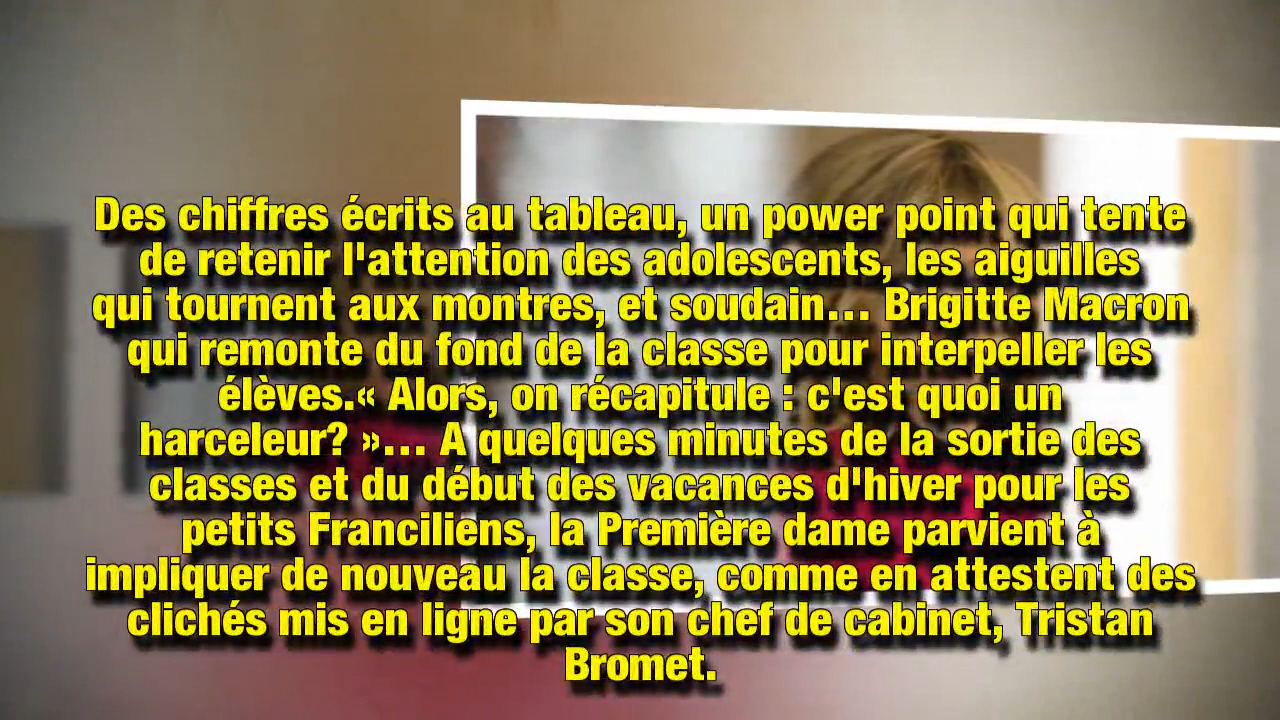 Des chiffres écrits au tableau, un power point qui tente
de retenir l'attention des adolescents, les aiguilles
qui tournent aux montres, et soudain… Brigitte Macron
qui remonte du fond de la classe pour interpeller les
élèves.« Alors, on récapitule : c'est quoi un
harceleur? »… A quelques minutes de la sortie des
classes et du début des vacances d'hiver pour les
petits Franciliens, la Première dame parvient à
impliquer de nouveau la classe, comme en attestent des
clichés mis en ligne par son chef de cabinet, Tristan
Bromet.